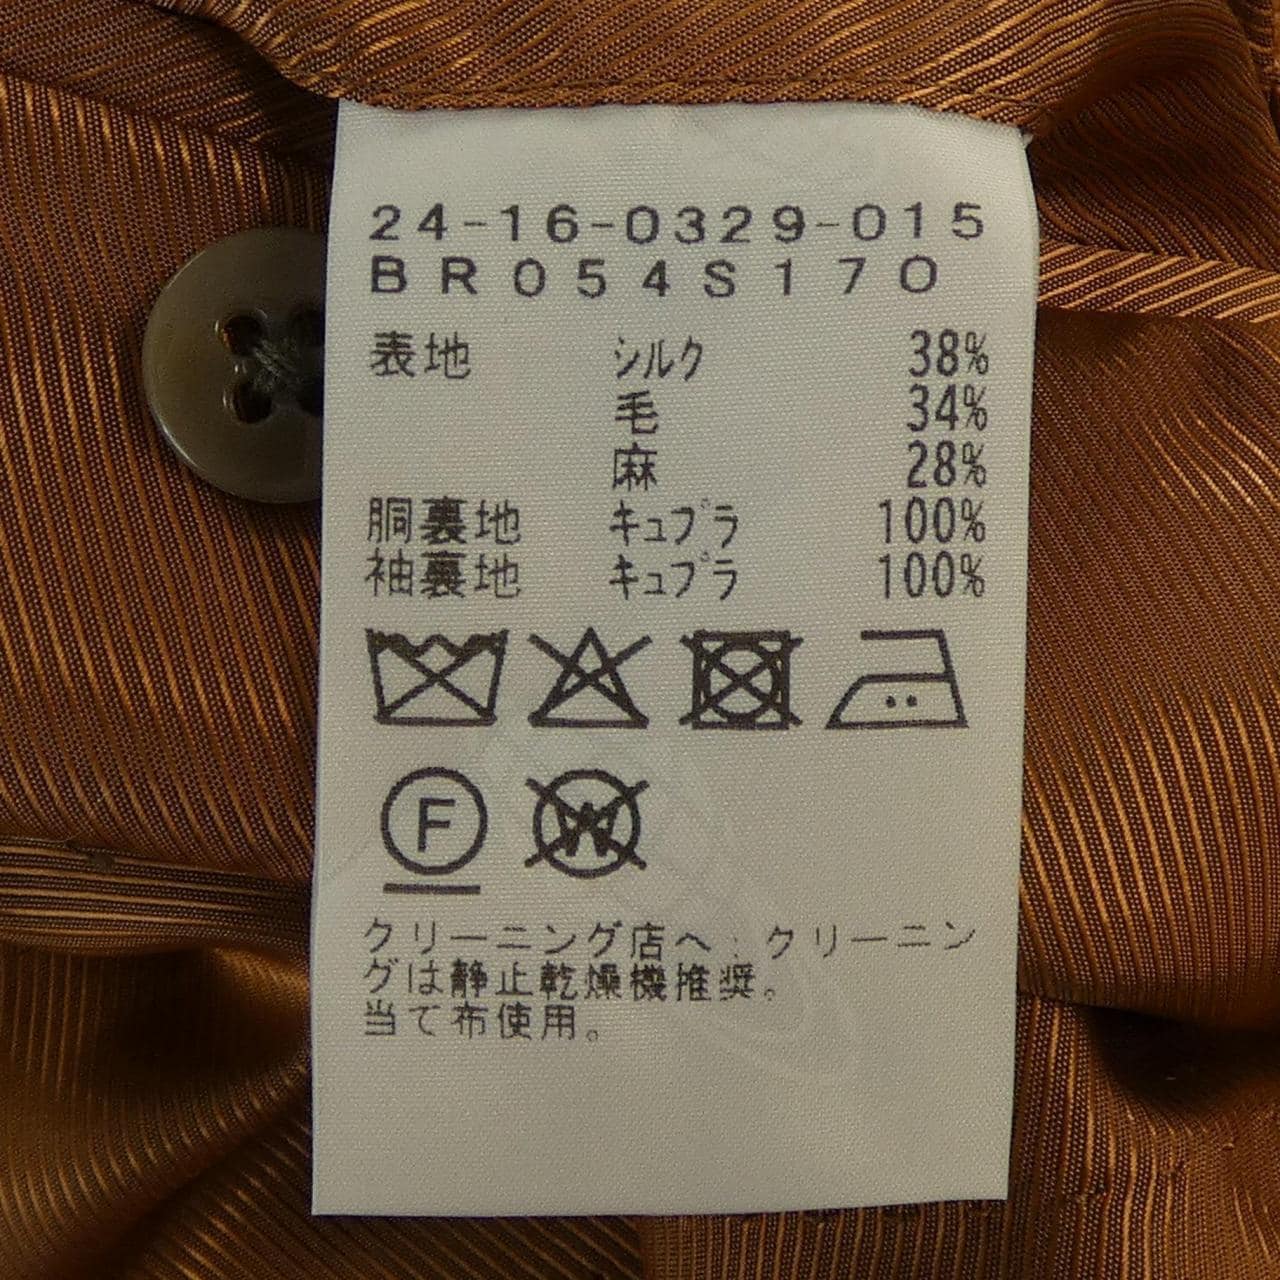 24-16-0329-015
BR054S170
表地 シルク 38%
毛 34%
麻 28%
胴裏地 キュプラ 100%
袖裏地 キュプラ 100%
F W
クリーニング店へ:クリーニン
グは静止乾燥機推奨。
当て布使用。